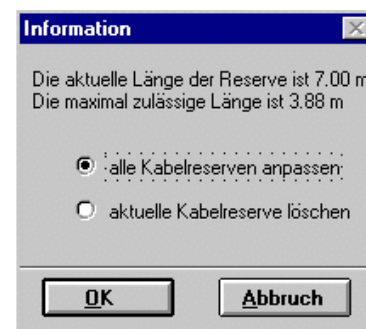 Information
Die aktuelle Länge der Reserve ist 7.00 m
Die maximal zulässige Länge ist 3.88 m
alle Kabelreserven anpassen
aktuelle Kabelreserve löschen
OK
Abbruch